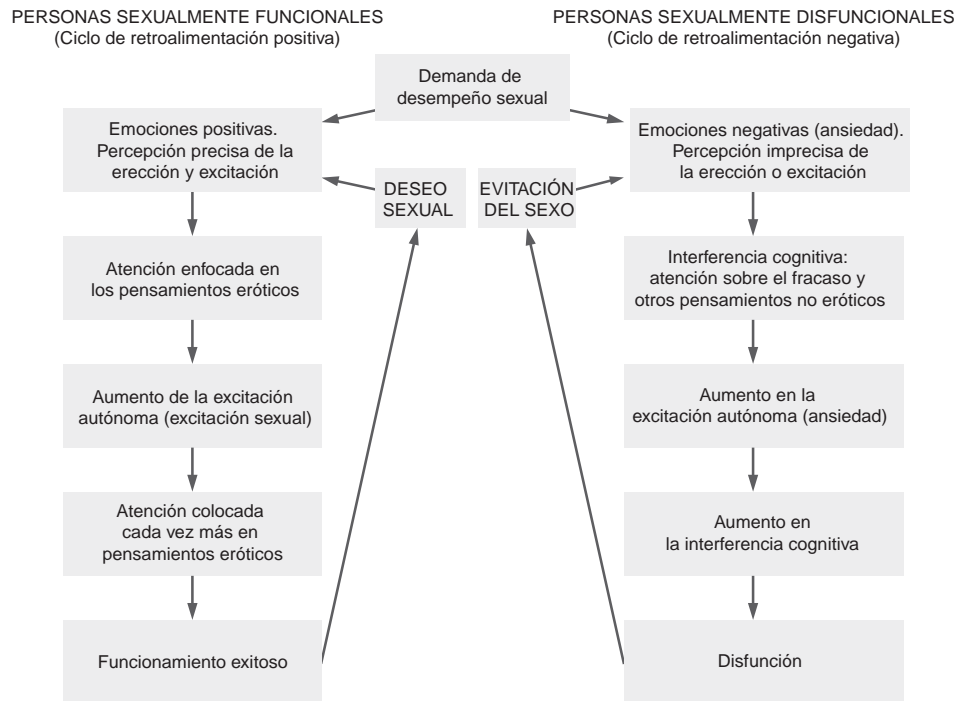 PERSONAS SEXUALMENTE FUNCIONALES
(Ciclo de retroalimentación positiva)
PERSONAS SEXUALMENTE DISFUNCIONALES
(Ciclo de retroalimentación negativa)
Demanda de
desempeño sexual
Emociones positivas.
Percepción precisa de la
erección y excitación
Emociones negativas (ansiedad).
Percepción imprecisa de
la erección o excitación
DESEO
SEXUAL
EVITACIÓN
DEL SEXO
Atención enfocada en
los pensamientos eróticos
Interferencia cognitiva:
atención sobre el fracaso y
otros pensamientos no eróticos
Aumento de la excitación
autónoma (excitación sexual)
Aumento en la
excitación autónoma (ansiedad)
Atención colocada
cada vez más en
pensamientos eróticos
Aumento en
la interferencia cognitiva
Funcionamiento exitoso
Disfunción